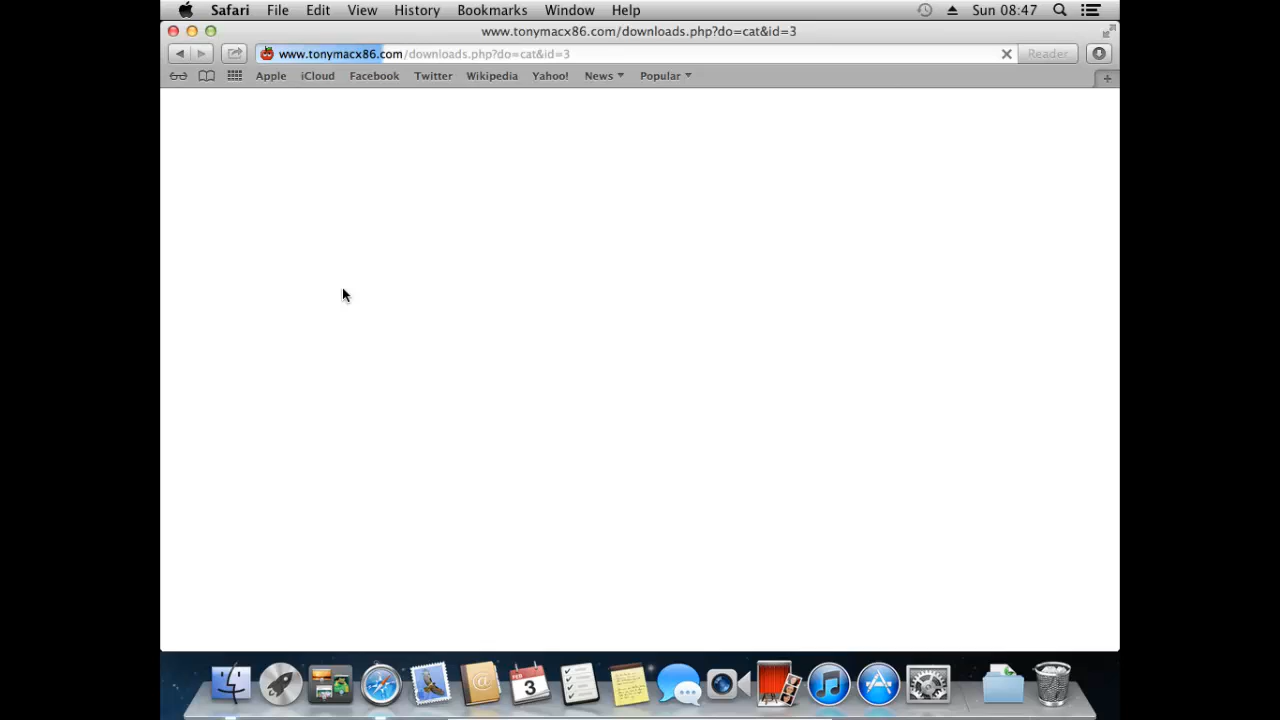 Safari File Edit View History Bookmarks Window Help Sun 08:47
www.tonymacx86.com/downloads.php?do=cat&id=3
www.tonymacx86.com/downloads.php?do=cat&id=3 Reader
Apple iCloud Facebook Twitter Wikipedia Yahoo! News Popular
FEB
3